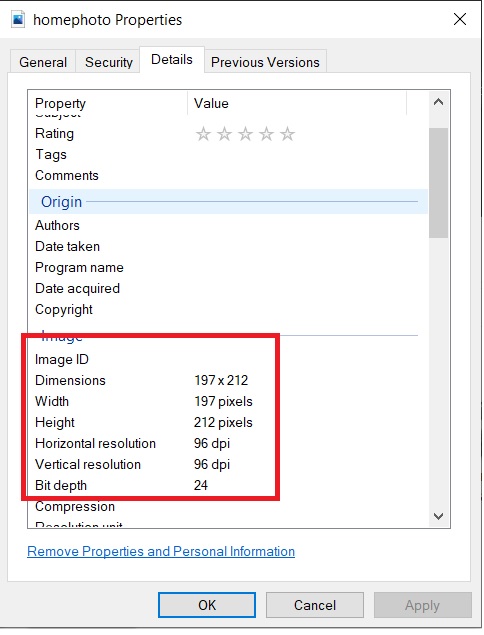 homephoto Properties
General Security Details Previous Versions
Property Value
Subject
Rating
Tags
Comments
Origin
Authors
Date taken
Program name
Date acquired
Copyright
Image
Image ID
Dimensions 197 x 212
Width 197 pixels
Height 212 pixels
Horizontal resolution 96 dpi
Vertical resolution 96 dpi
Bit depth 24
Compression
Resolution unit
Remove Properties and Personal Information
OK Cancel Apply